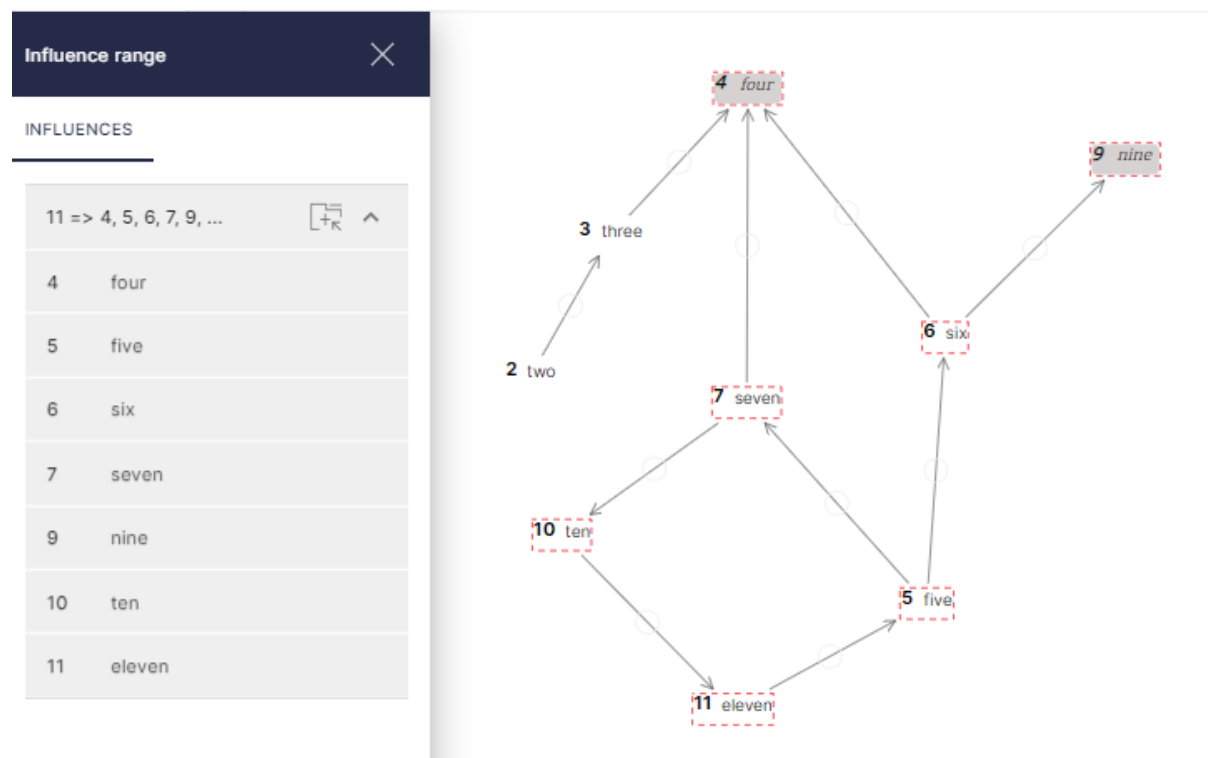 Influence range
INFLUENCES
11 => 4, 5, 6, 7, 9, ...
4 four
5 five
6 six
7 seven
9 nine
10 ten
11 eleven
4 four
9 nine
3 three
6 six
2 two
7 seven
10 ten
5 five
11 eleven